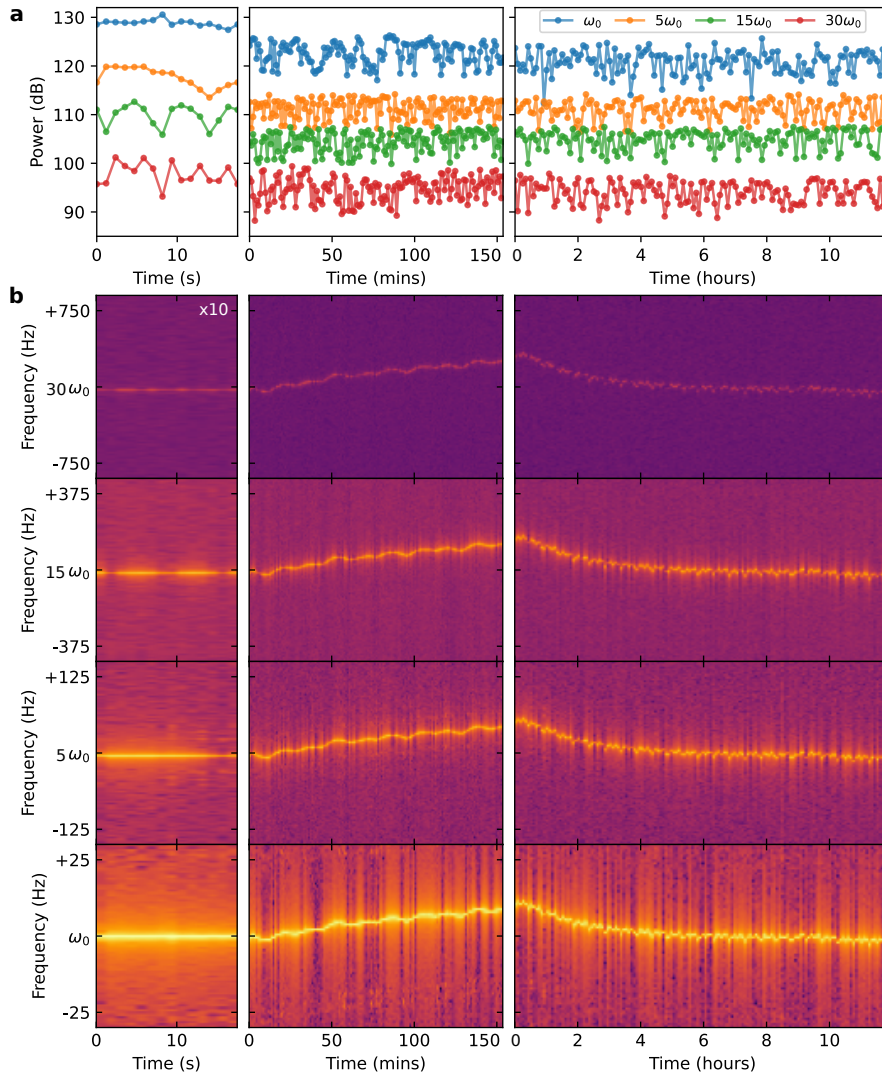 a
130
120
110
100
90
Power (dB)
ω₀ 5ω₀ 15ω₀ 30ω₀
0 10
0 50 100 150
0 2 4 6 8 10
Time (s)
Time (mins)
Time (hours)
b
x10
+750
30ω₀
-750
Frequency (Hz)
+375
15ω₀
-375
Frequency (Hz)
+125
5ω₀
-125
Frequency (Hz)
+25
ω₀
-25
Frequency (Hz)
0 10
0 50 100 150
0 2 4 6 8 10
Time (s)
Time (mins)
Time (hours)